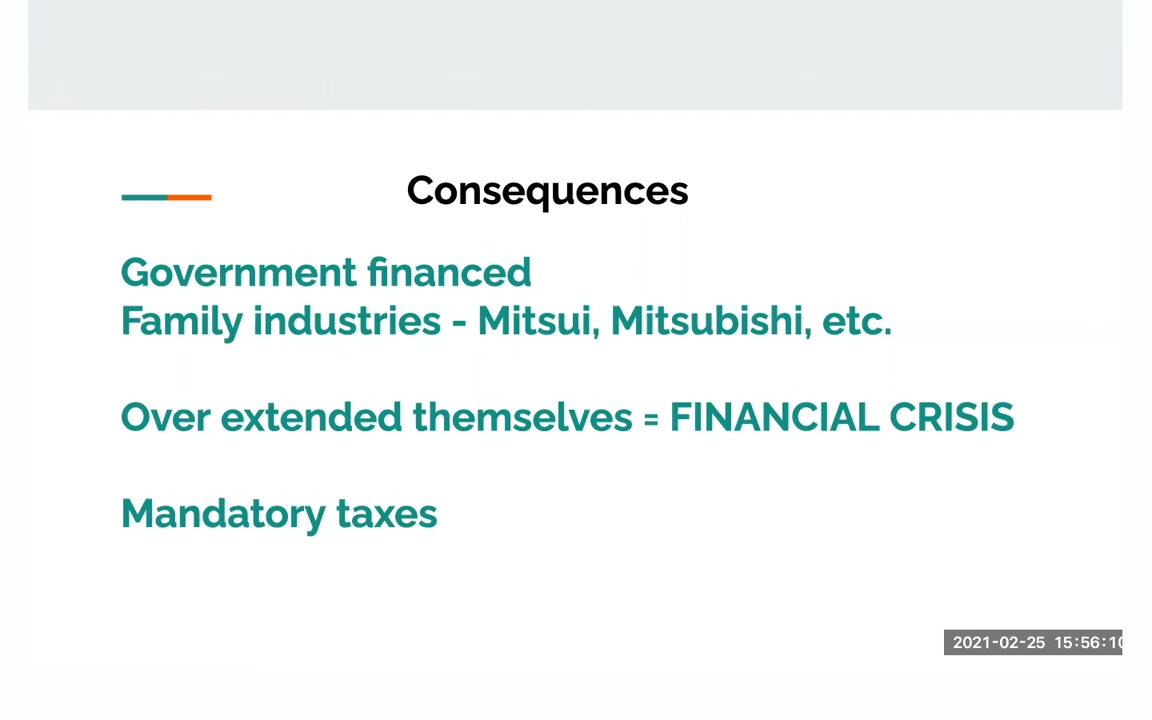 Consequences
Government financed
Family industries - Mitsui, Mitsubishi, etc.
Over extended themselves = FINANCIAL CRISIS
Mandatory taxes
2021-02-25 15:56:10